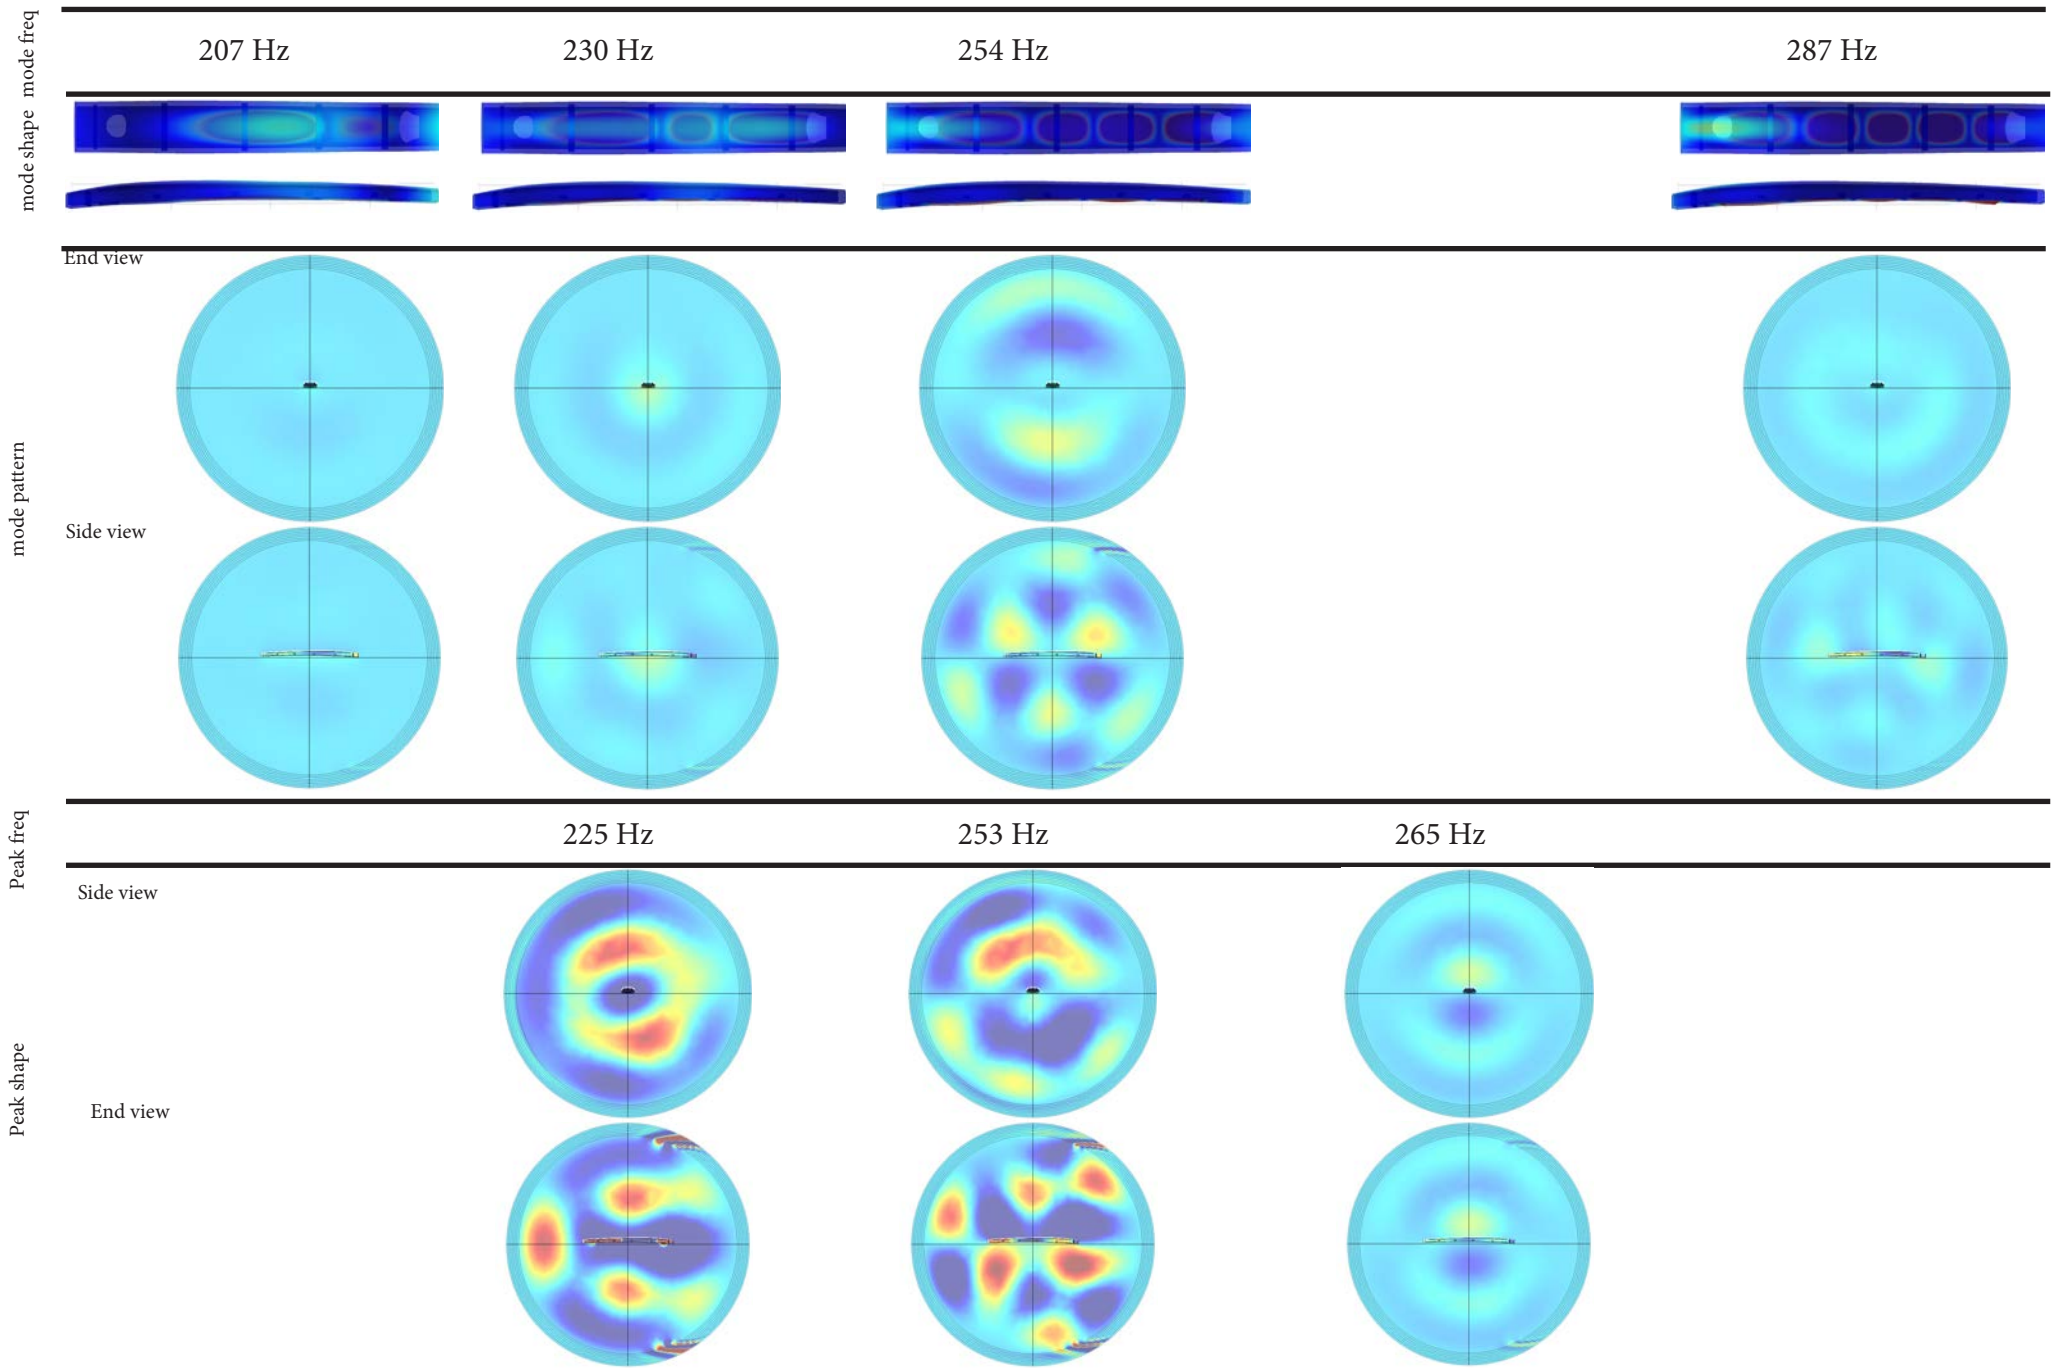 mode freq
207 Hz
230 Hz
254 Hz
287 Hz
mode shape
End view
mode pattern
Side view
Peak freq
225 Hz
253 Hz
265 Hz
Side view
Peak shape
End view